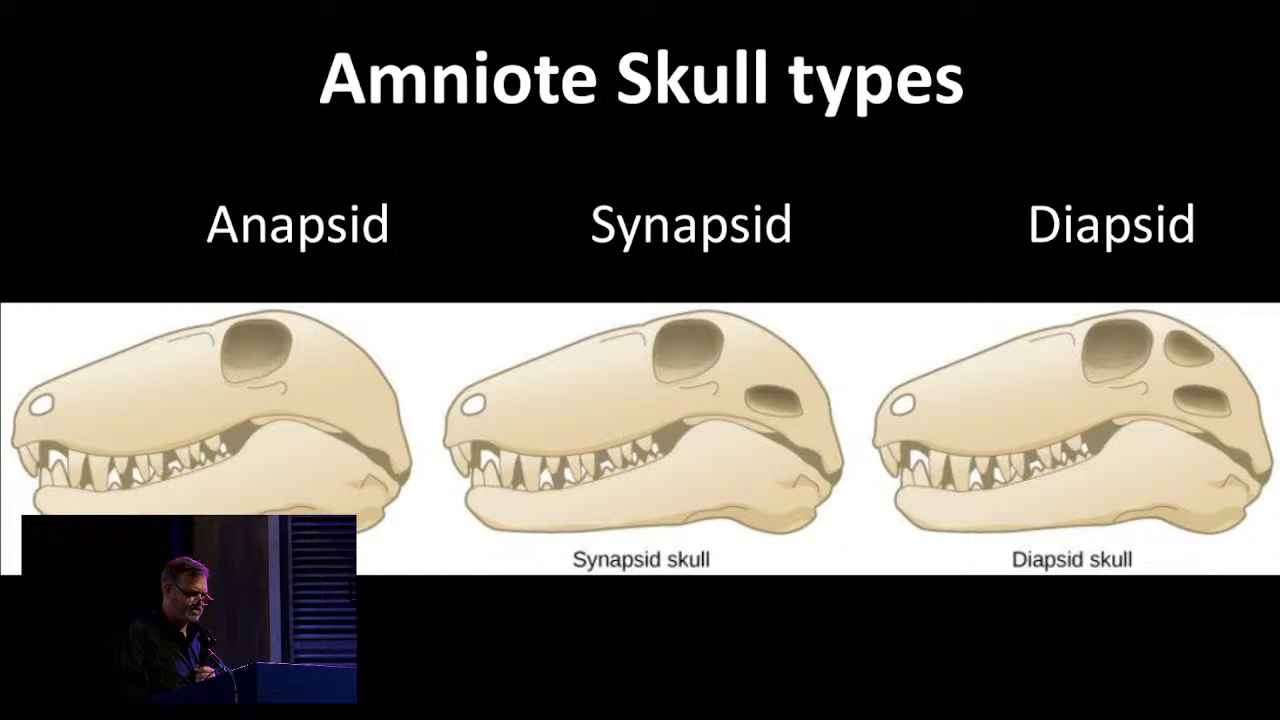 Amniote Skull types
Anapsid
Synapsid
Diapsid
Synapsid skull
Diapsid skull